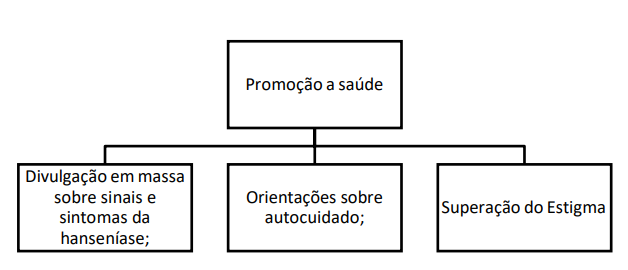 Promoção a saúde
Divulgação em massa
sobre sinais e
sintomas da
hanseníase;
Orientações sobre
autocuidado;
Superação do Estigma